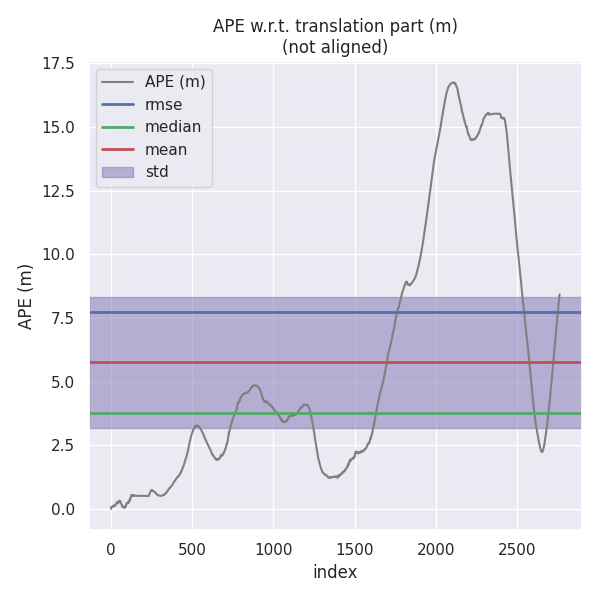 APE w.r.t. translation part (m)
(not aligned)
17.5
15.0
12.5
10.0
7.5
5.0
2.5
0.0
APE (m)
APE (m)
rmse
median
mean
std
0 500 1000 1500 2000 2500
index